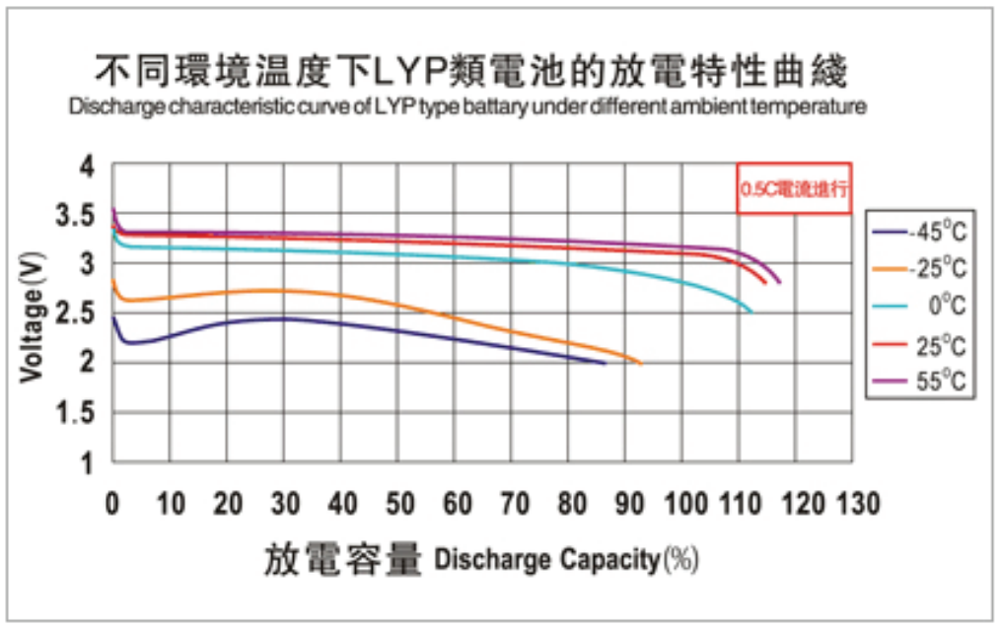 不同環境温度下LYP類電池的放電特性曲綫
Discharge characteristic curve of LYP type battary under different ambient temperature
4
0.5C電流進行
3.5
3
2.5
2
1.5
1
Voltage(V)
-45°C
-25°C
0°C
25°C
55°C
0 10 20 30 40 50 60 70 80 90 100 110 120 130
放電容量 Discharge Capacity(%)